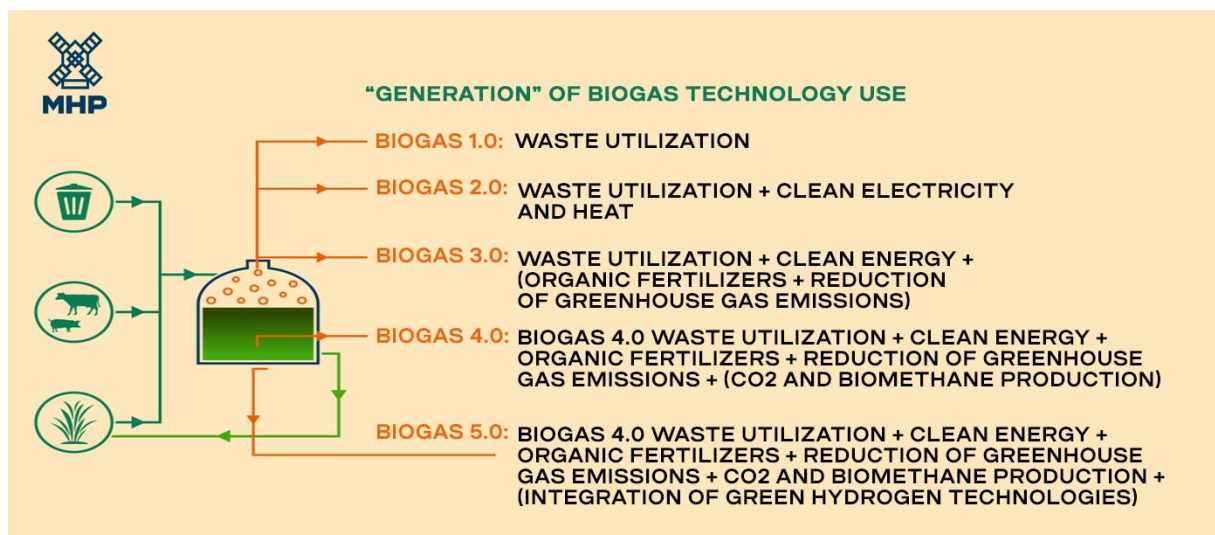 MHP
“GENERATION” OF BIOGAS TECHNOLOGY USE
BIOGAS 1.0: WASTE UTILIZATION
BIOGAS 2.0: WASTE UTILIZATION + CLEAN ELECTRICITY
AND HEAT
BIOGAS 3.0: WASTE UTILIZATION + CLEAN ENERGY +
(ORGANIC FERTILIZERS + REDUCTION
OF GREENHOUSE GAS EMISSIONS)
BIOGAS 4.0: BIOGAS 4.0 WASTE UTILIZATION + CLEAN ENERGY +
ORGANIC FERTILIZERS + REDUCTION OF GREENHOUSE
GAS EMISSIONS + (CO2 AND BIOMETHANE PRODUCTION)
BIOGAS 5.0: BIOGAS 4.0 WASTE UTILIZATION + CLEAN ENERGY +
ORGANIC FERTILIZERS + REDUCTION OF GREENHOUSE
GAS EMISSIONS + CO2 AND BIOMETHANE PRODUCTION +
(INTEGRATION OF GREEN HYDROGEN TECHNOLOGIES)